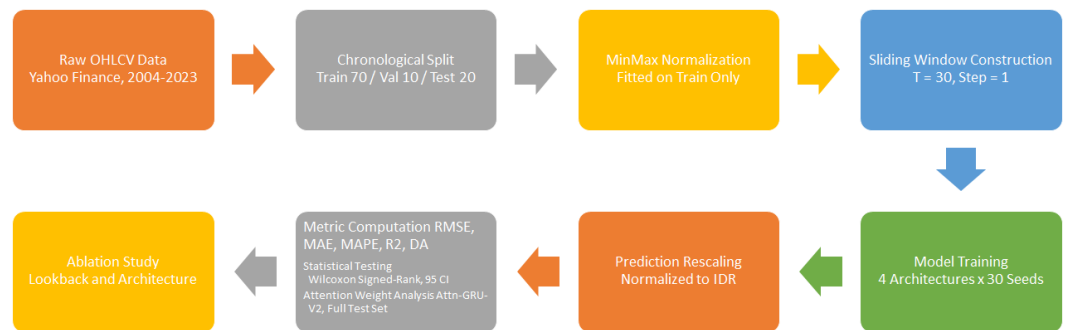 Raw OHLCV Data
Yahoo Finance, 2004-2023
Chronological Split
Train 70 / Val 10 / Test 20
MinMax Normalization
Fitted on Train Only
Sliding Window Construction
T = 30, Step = 1
Model Training
4 Architectures x 30 Seeds
Prediction Rescaling
Normalized to IDR
Metric Computation RMSE,
MAE, MAPE, R2, DA
Statistical Testing
Wilcoxon Signed-Rank, 95 CI
Attention Weight Analysis Attn-GRU-
V2, Full Test Set
Ablation Study
Lookback and Architecture